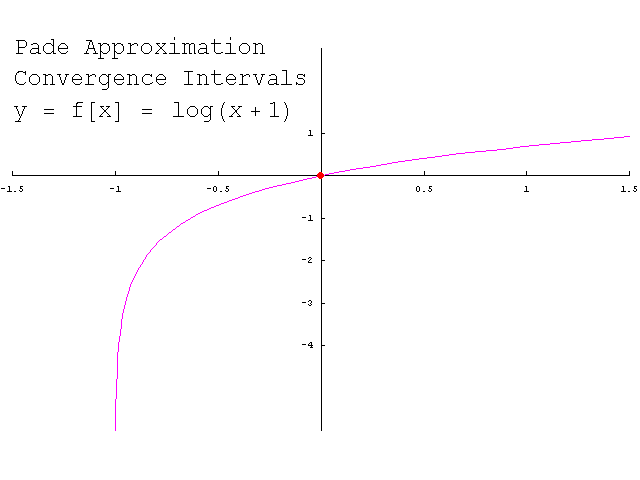 Pade Approximation
Convergence Intervals
y = f[x] = log(x+1)
1
-1.5 -1 -0.5 0 0.5 1 1.5
-1
-2
-3
-4